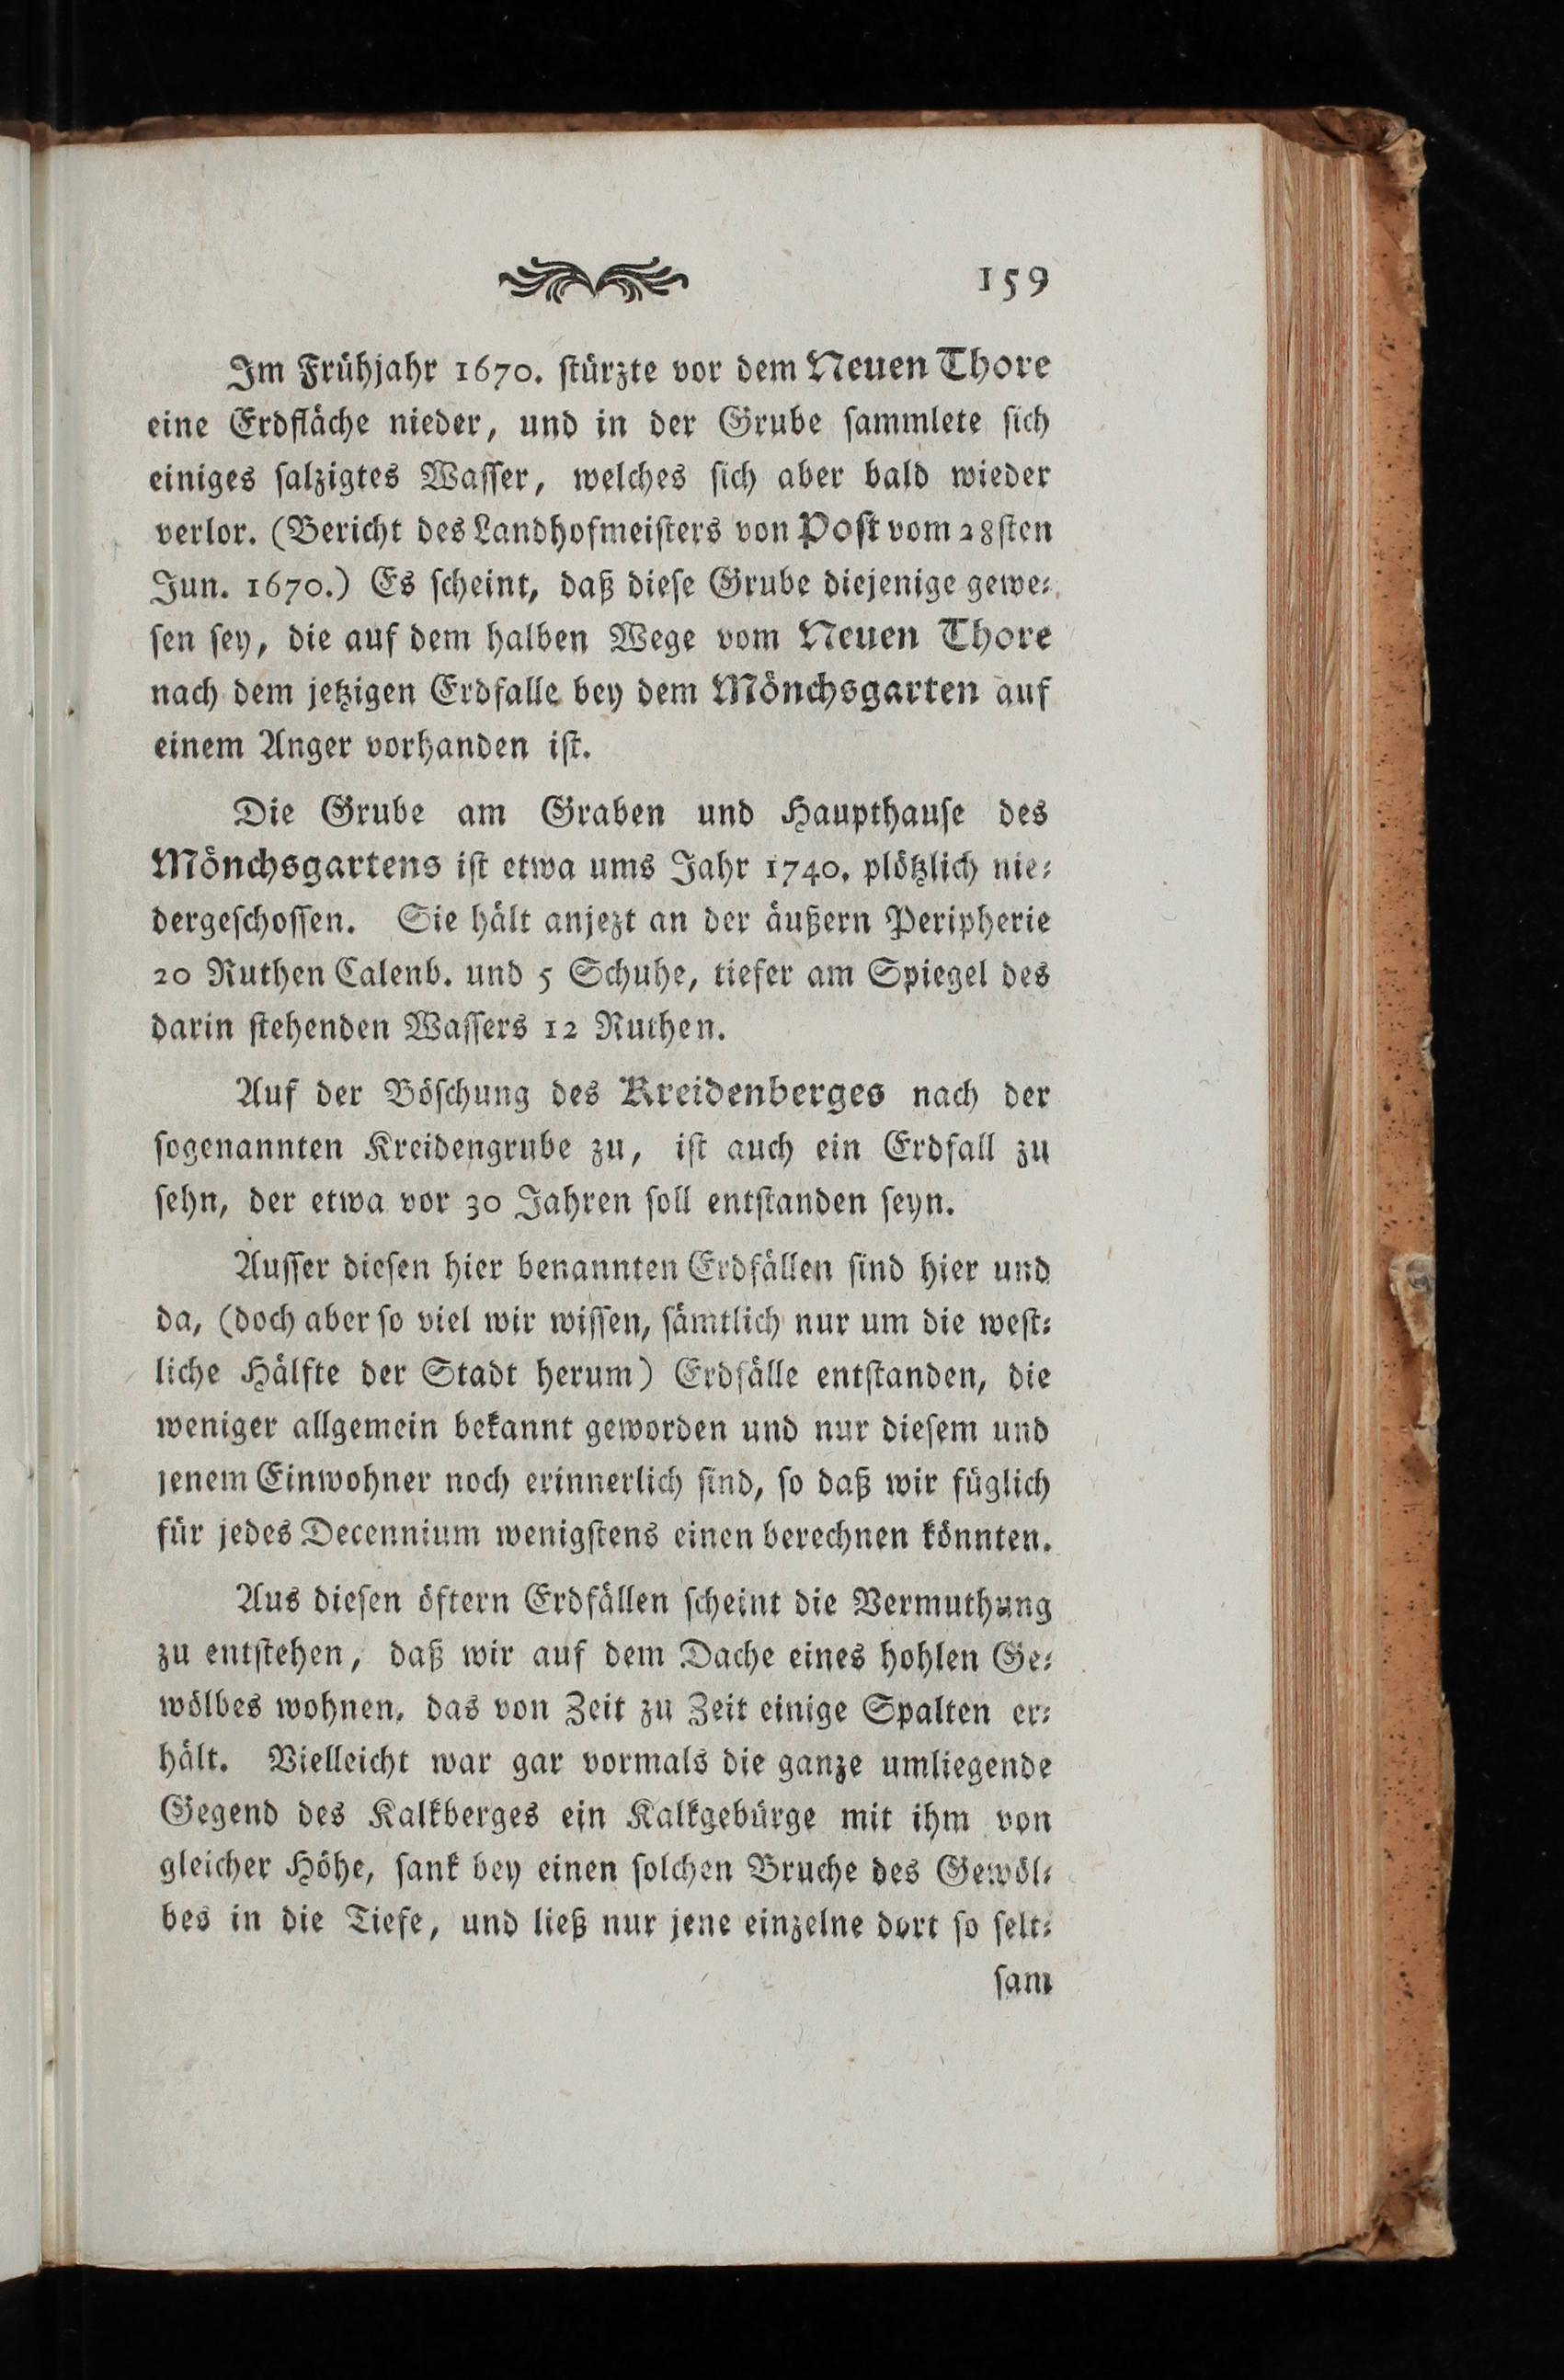 159
Im Frühjahr 1670. ſtürzte vor dem Neuen Thore
eine Erdfläche nieder, und in der Grube ſammlete ſich
einiges ſalzigtes Waſſer, welches ſich aber bald wieder
verlor. (Bericht des Landhofmeiſters von Poſt vom 28ſten
Jun. 1670.) Es ſcheint, daß dieſe Grube diejenige gewe⸗
ſen ſey, die auf dem halben Wege vom Neuen Thore
nach dem jetzigen Erdfalle bey dem Mönchsgarten auf
einem Anger vorhanden iſt.
Die Grube am Graben und Haupthauſe des
Mönchsgartens iſt etwa ums Jahr 1740. plötzlich nie⸗
dergeſchoſſen. Sie hält anjezt an der äußern Peripherie
20 Ruthen Calenb. und 5 Schuhe, tiefer am Spiegel des
darin ſtehenden Waſſers 12 Ruthen.
Auf der Böſchung des Kreidenberges nach der
ſogenannten Kreidengrube zu, iſt auch ein Erdfall zu
ſehn, der etwa vor 30 Jahren ſoll entſtanden ſeyn.
Auſſer dieſen hier benannten Erdfällen ſind hier und
da, (doch aber ſo viel wir wiſſen, ſämtlich nur um die weſt⸗
liche Hälfte der Stadt herum) Erdfälle entſtanden, die
weniger allgemein bekannt geworden und nur dieſem und
jenem Einwohner noch erinnerlich ſind, ſo daß wir füglich
für jedes Decennium wenigſtens einen berechnen könnten.
Aus dieſen öftern Erdfällen ſcheint die Vermuthung
zu entſtehen, daß wir auf dem Dache eines hohlen Ge⸗
wölbes wohnen, das von Zeit zu Zeit einige Spalten er⸗
hält. Vielleicht war gar vormals die ganze umliegende
Gegend des Kalkberges ein Kalkgebürge mit ihm von
gleicher Höhe, ſank bey einen ſolchen Bruche des Gewöl⸗
bes in die Tiefe, und ließ nur jene einzelne dort ſo ſelt⸗
ſam